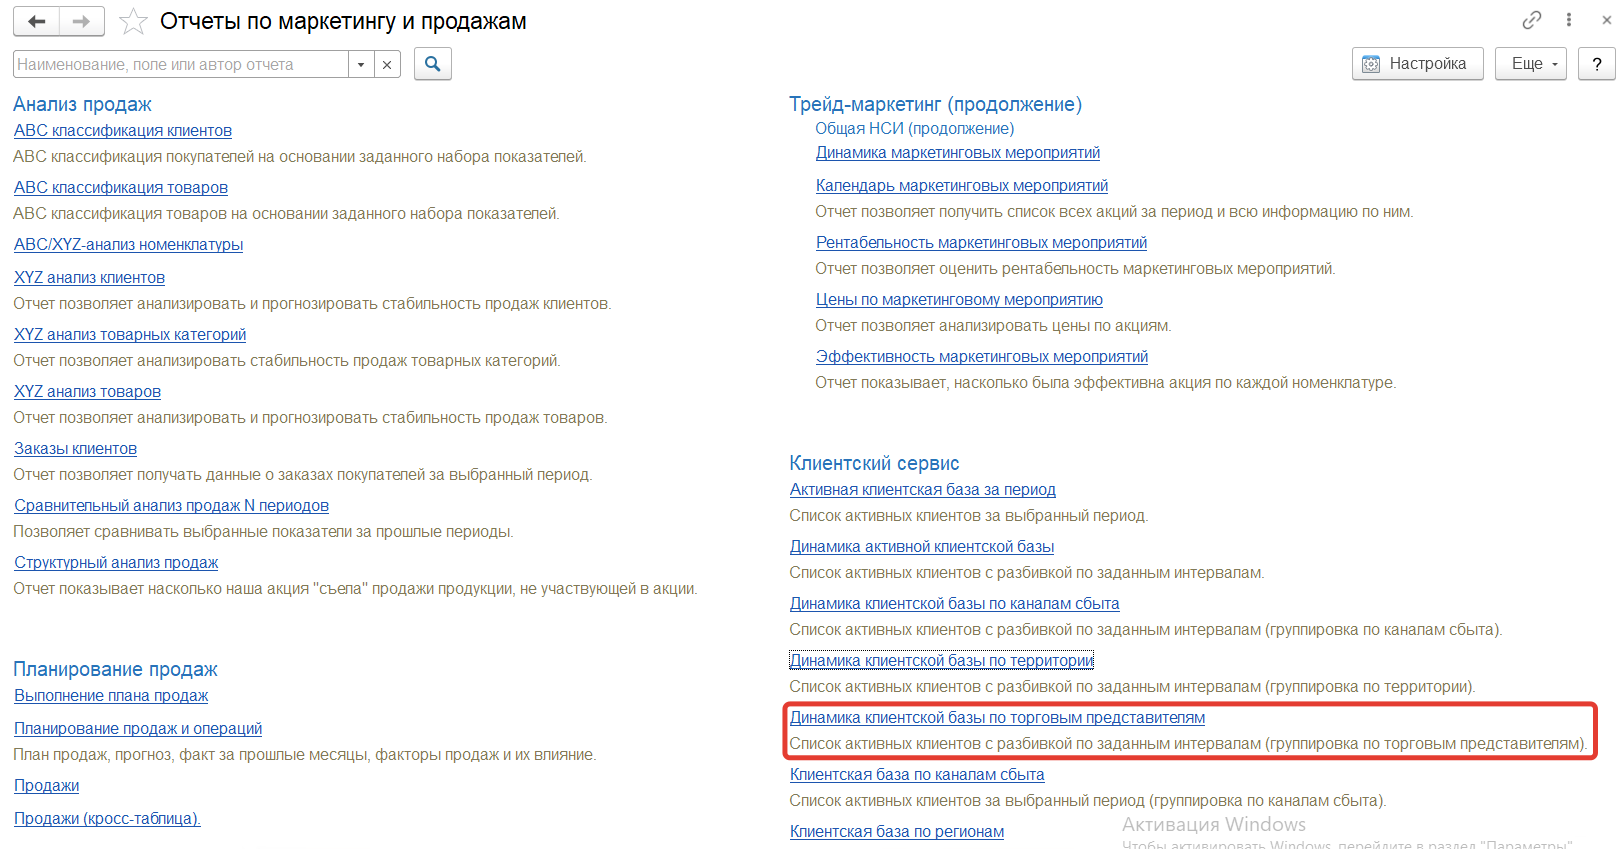 Отчеты по маркетингу и продажам
Наименование, поле или автор отчета
Настройка
Еще
?
Анализ продаж
ABC классификация клиентов
ABC классификация покупателей на основании заданного набора показателей.
ABC классификация товаров
ABC классификация товаров на основании заданного набора показателей.
ABC/XYZ-анализ номенклатуры
XYZ анализ клиентов
Отчет позволяет анализировать и прогнозировать стабильность продаж клиентов.
XYZ анализ товарных категорий
Отчет позволяет анализировать стабильность продаж товарных категорий.
XYZ анализ товаров
Отчет позволяет анализировать и прогнозировать стабильность продаж товаров.
Заказы клиентов
Отчет позволяет получать данные о заказах покупателей за выбранный период.
Сравнительный анализ продаж N периодов
Позволяет сравнивать выбранные показатели за прошлые периоды.
Структурный анализ продаж
Отчет показывает насколько наша акция "съела" продажи продукции, не участвующей в акции.
Планирование продаж
Выполнение плана продаж
Планирование продаж и операций
План продаж, прогноз, факт за прошлые месяцы, факторы продаж и их влияние.
Продажи
Продажи (кросс-таблица).
Трейд-маркетинг (продолжение)
Общая НСИ (продолжение)
Динамика маркетинговых мероприятий
Календарь маркетинговых мероприятий
Отчет позволяет получить список всех акций за период и всю информацию по ним.
Рентабельность маркетинговых мероприятий
Отчет позволяет оценить рентабельность маркетинговых мероприятий.
Цены по маркетинговому мероприятию
Отчет позволяет анализировать цены по акциям.
Эффективность маркетинговых мероприятий
Отчет показывает, насколько была эффективна акция по каждой номенклатуре.
Клиентский сервис
Активная клиентская база за период
Список активных клиентов за выбранный период.
Динамика активной клиентской базы
Список активных клиентов с разбивкой по заданным интервалам.
Динамика клиентской базы по каналам сбыта
Список активных клиентов с разбивкой по заданным интервалам (группировка по каналам сбыта).
Динамика клиентской базы по территории
Список активных клиентов с разбивкой по заданным интервалам (группировка по территории).
Динамика клиентской базы по торговым представителям
Список активных клиентов с разбивкой по заданным интервалам (группировка по торговым представителям).
Клиентская база по каналам сбыта
Список активных клиентов за выбранный период (группировка по каналам сбыта).
Клиентская база по регионам
Активация Windows
Чтобы активировать Windows, перейдите в раздел "Параметры"